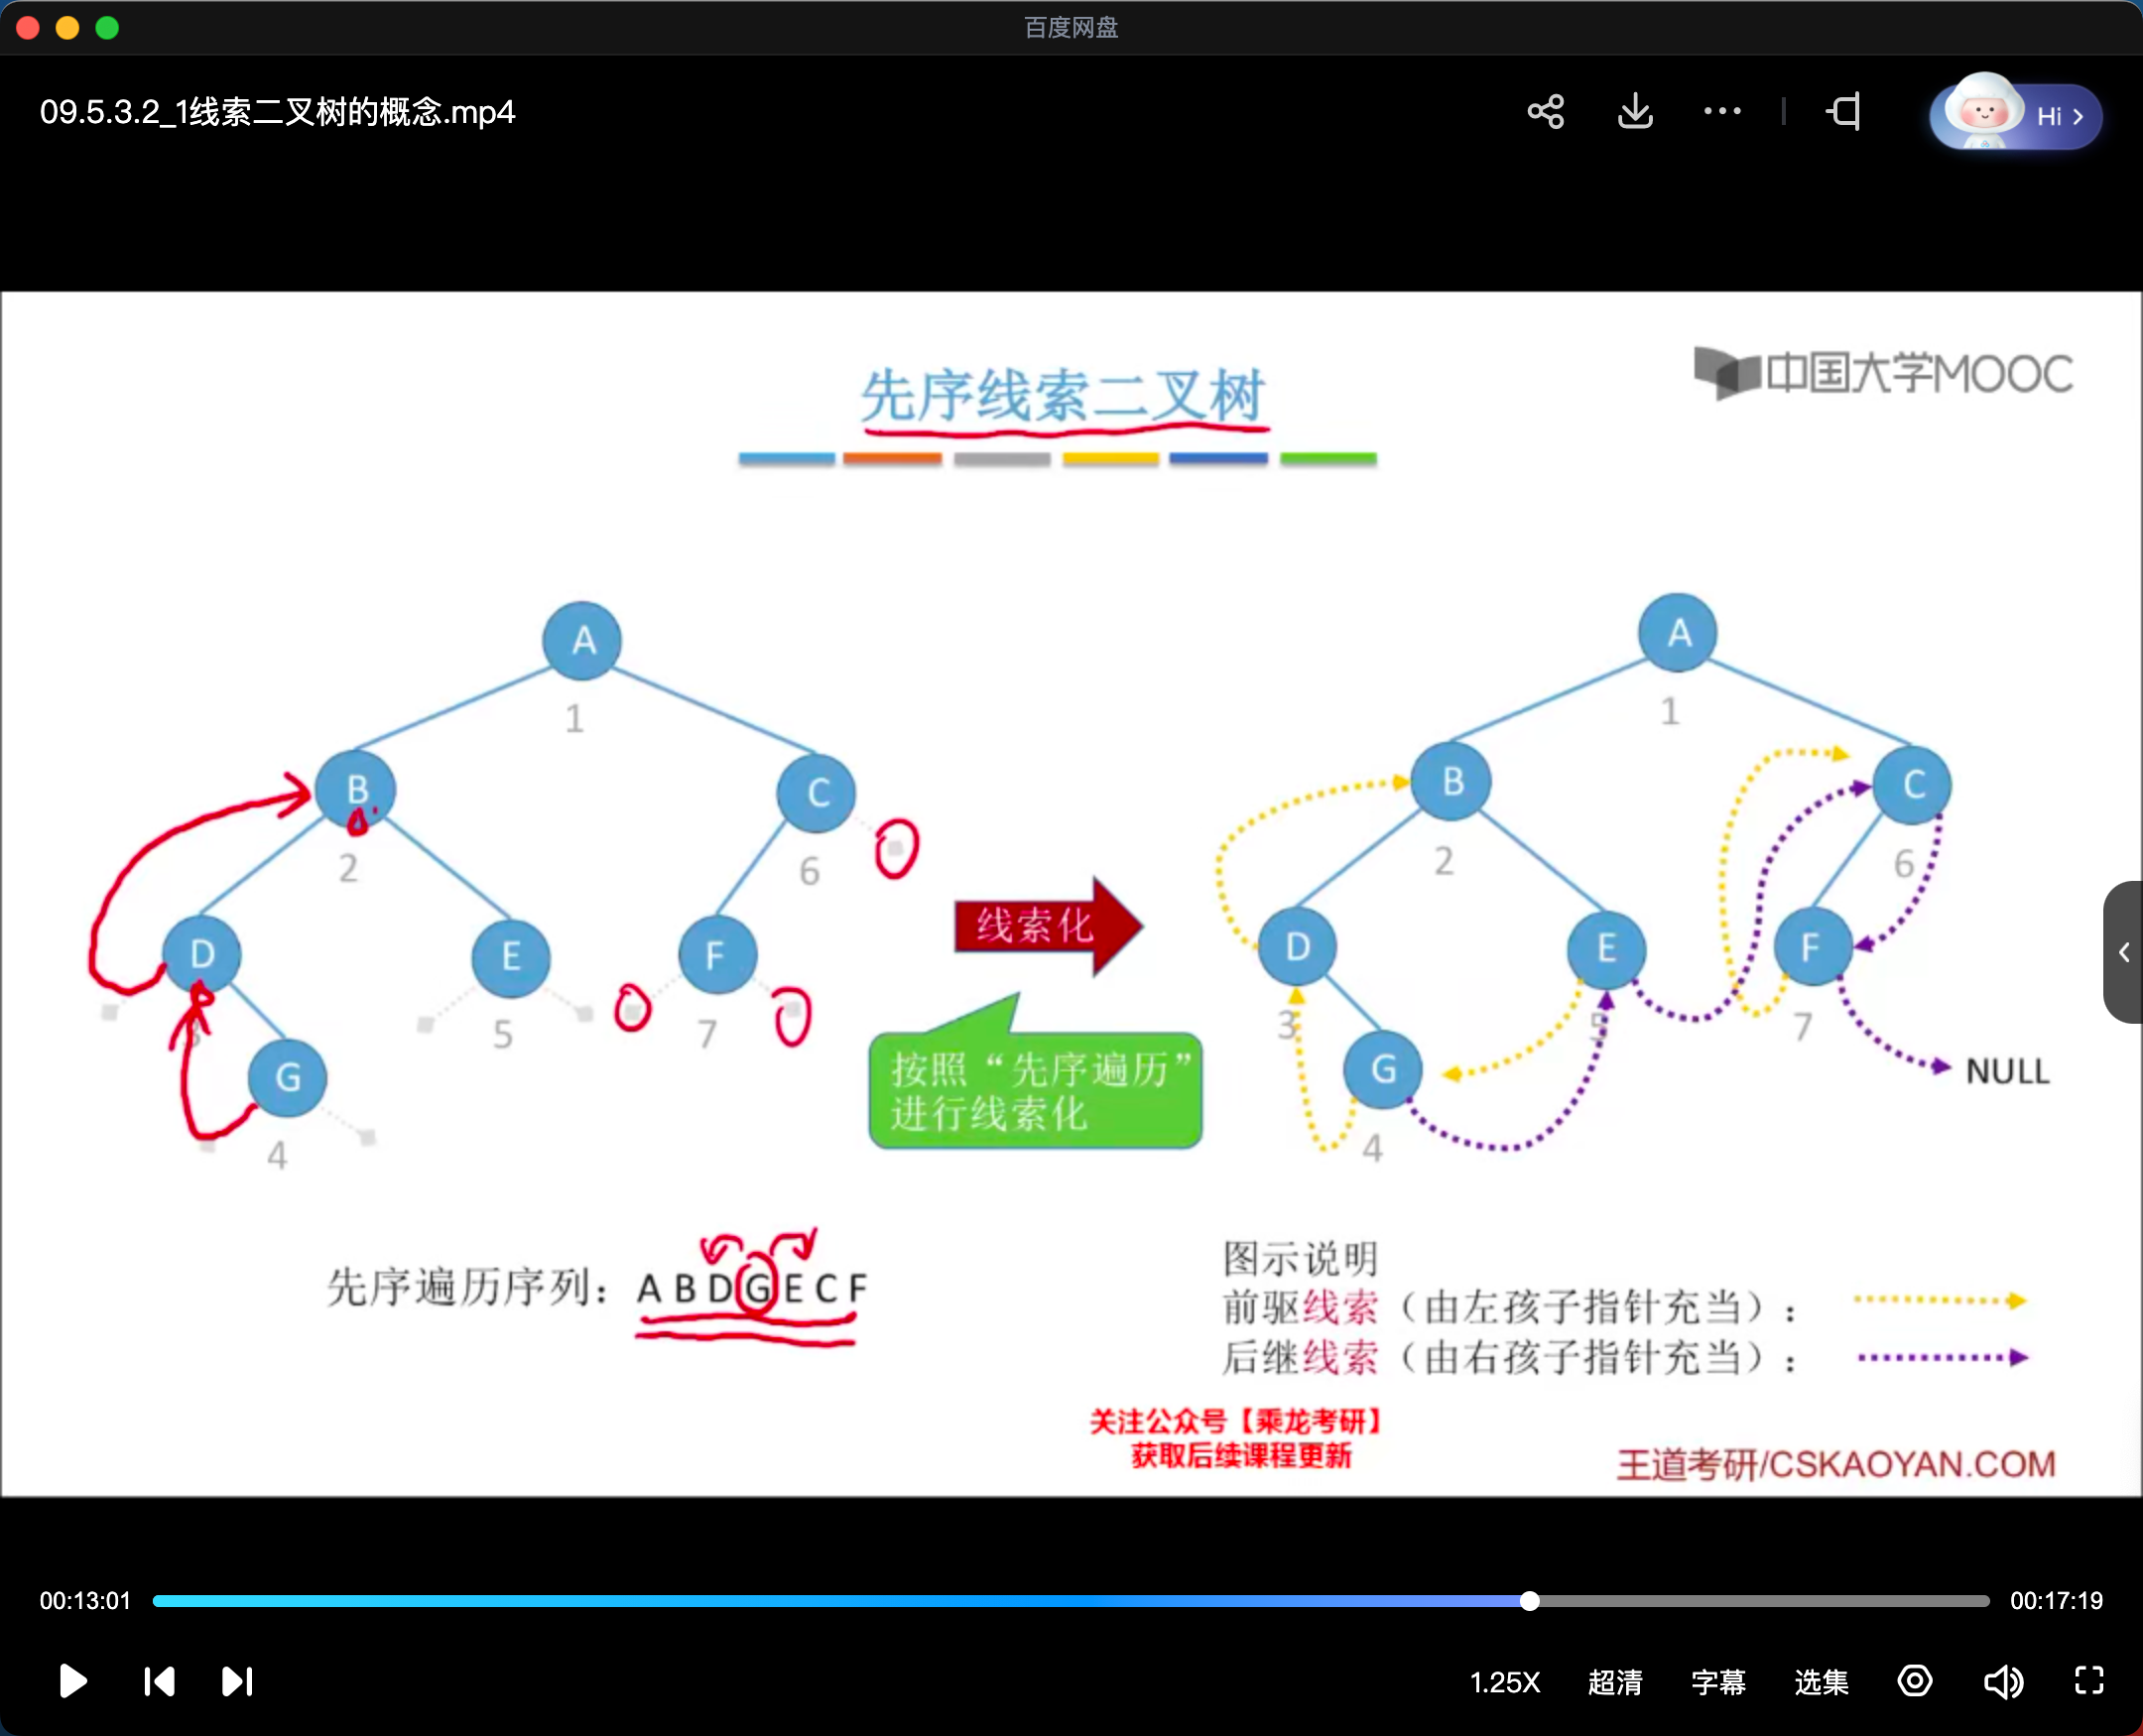 百度网盘
09.5.3.2_1线索二叉树的概念.mp4
Hi
中国大学MOOC
先序线索二叉树
A
1
B
2
C
6
D
3
E
5
F
7
G
4
线索化
按照“先序遍历”
进行线索化
A
1
B
2
C
6
D
3
E
5
F
7
G
4
NULL
先序遍历序列：A B D G E C F
图示说明
前驱线索（由左孩子指针充当）：
后继线索（由右孩子指针充当）：
关注公众号【乘龙考研】
获取后续课程更新
王道考研/CSKAOYAN.COM
00:13:01
00:17:19
1.25X
超清
字幕
选集